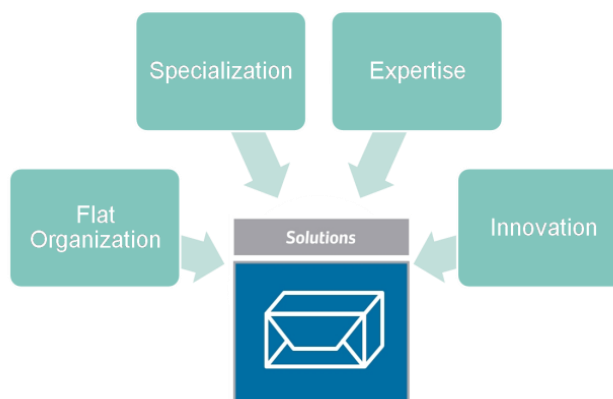 Specialization
Expertise
Flat
Organization
Solutions
Innovation